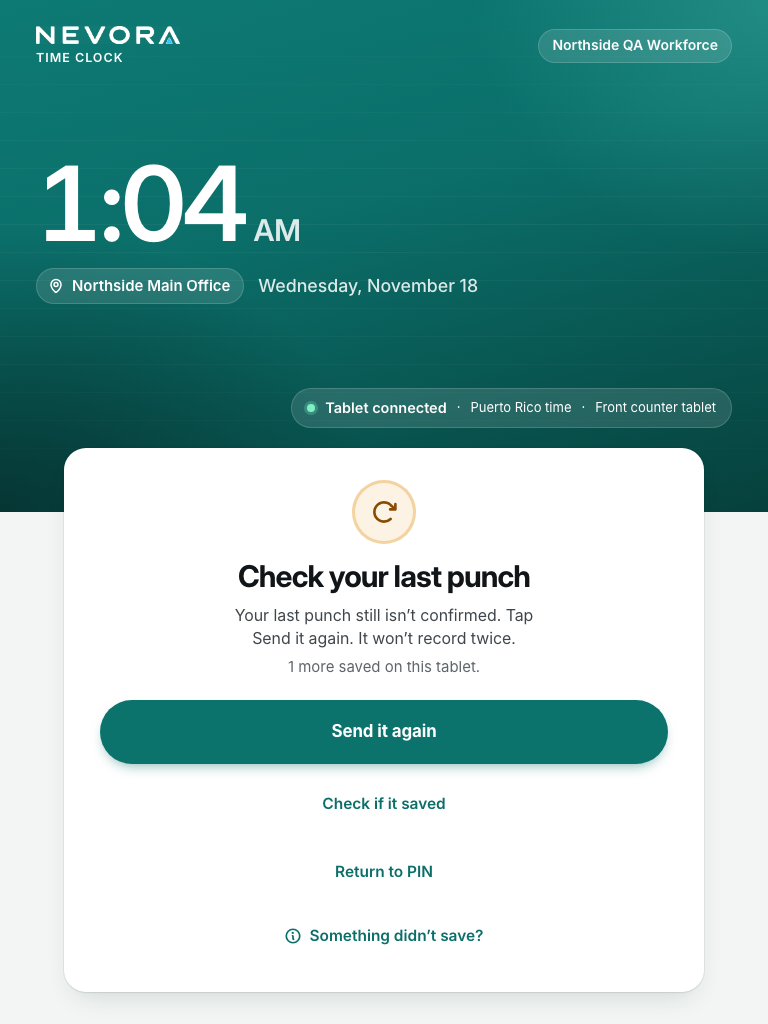 NEVORA
TIME CLOCK
Northside QA Workforce
1:04 AM
Northside Main Office
Wednesday, November 18
Tablet connected · Puerto Rico time · Front counter tablet
Check your last punch
Your last punch still isn’t confirmed. Tap
Send it again. It won’t record twice.
1 more saved on this tablet.
Send it again
Check if it saved
Return to PIN
Something didn’t save?